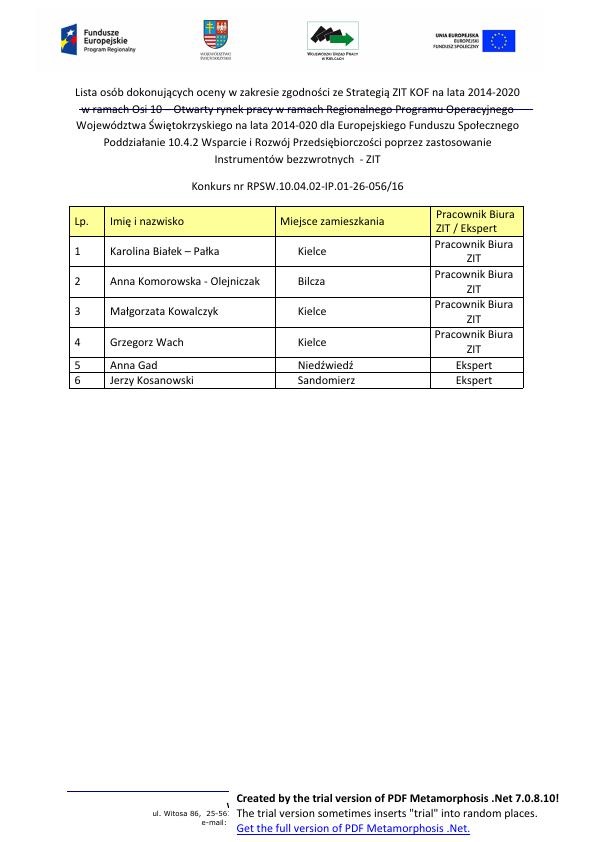 Fundusze
Europejskie
Program Regionalny
WOJEWÓDZTWO
ŚWIĘTOKRZYSKIE
WOJEWÓDZKI URZĄD PRACY
W KIELCACH
UNIA EUROPEJSKA
EUROPEJSKI
FUNDUSZ SPOŁECZNY
Lista osób dokonujących oceny w zakresie zgodności ze Strategią ZIT KOF na lata 2014-2020
w ramach Osi 10 – Otwarty rynek pracy w ramach Regionalnego Programu Operacyjnego
Województwa Świętokrzyskiego na lata 2014-020 dla Europejskiego Funduszu Społecznego
Poddziałanie 10.4.2 Wsparcie i Rozwój Przedsiębiorczości poprzez zastosowanie
Instrumentów bezzwrotnych - ZIT
Konkurs nr RPSW.10.04.02-IP.01-26-056/16
Lp. Imię i nazwisko Miejsce zamieszkania Pracownik Biura
ZIT / Ekspert
1 Karolina Białek – Pałka Kielce Pracownik Biura
ZIT
2 Anna Komorowska - Olejniczak Bilcza Pracownik Biura
ZIT
3 Małgorzata Kowalczyk Kielce Pracownik Biura
ZIT
4 Grzegorz Wach Kielce Pracownik Biura
ZIT
5 Anna Gad Niedźwiedź Ekspert
6 Jerzy Kosanowski Sandomierz Ekspert
ul. Witosa 86, 25-56
e-mail:
Created by the trial version of PDF Metamorphosis .Net 7.0.8.10!
The trial version sometimes inserts "trial" into random places.
Get the full version of PDF Metamorphosis .Net.